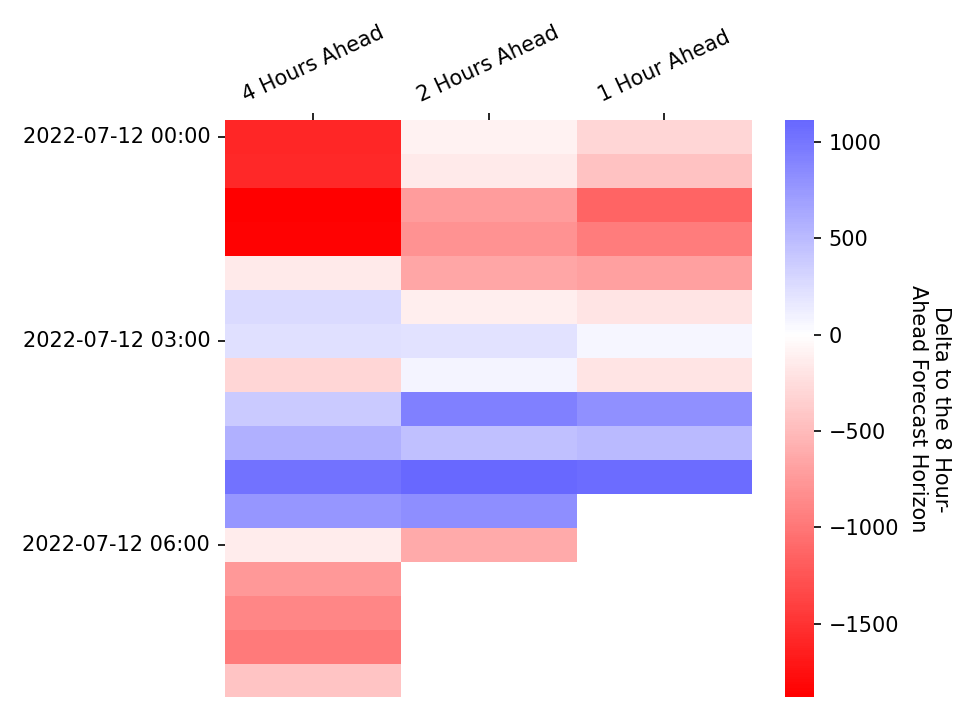 4 Hours Ahead
2 Hours Ahead
1 Hour Ahead
2022-07-12 00:00
2022-07-12 03:00
2022-07-12 06:00
1000
500
0
−500
−1000
−1500
Delta to the 8 Hour-
Ahead Forecast Horizon